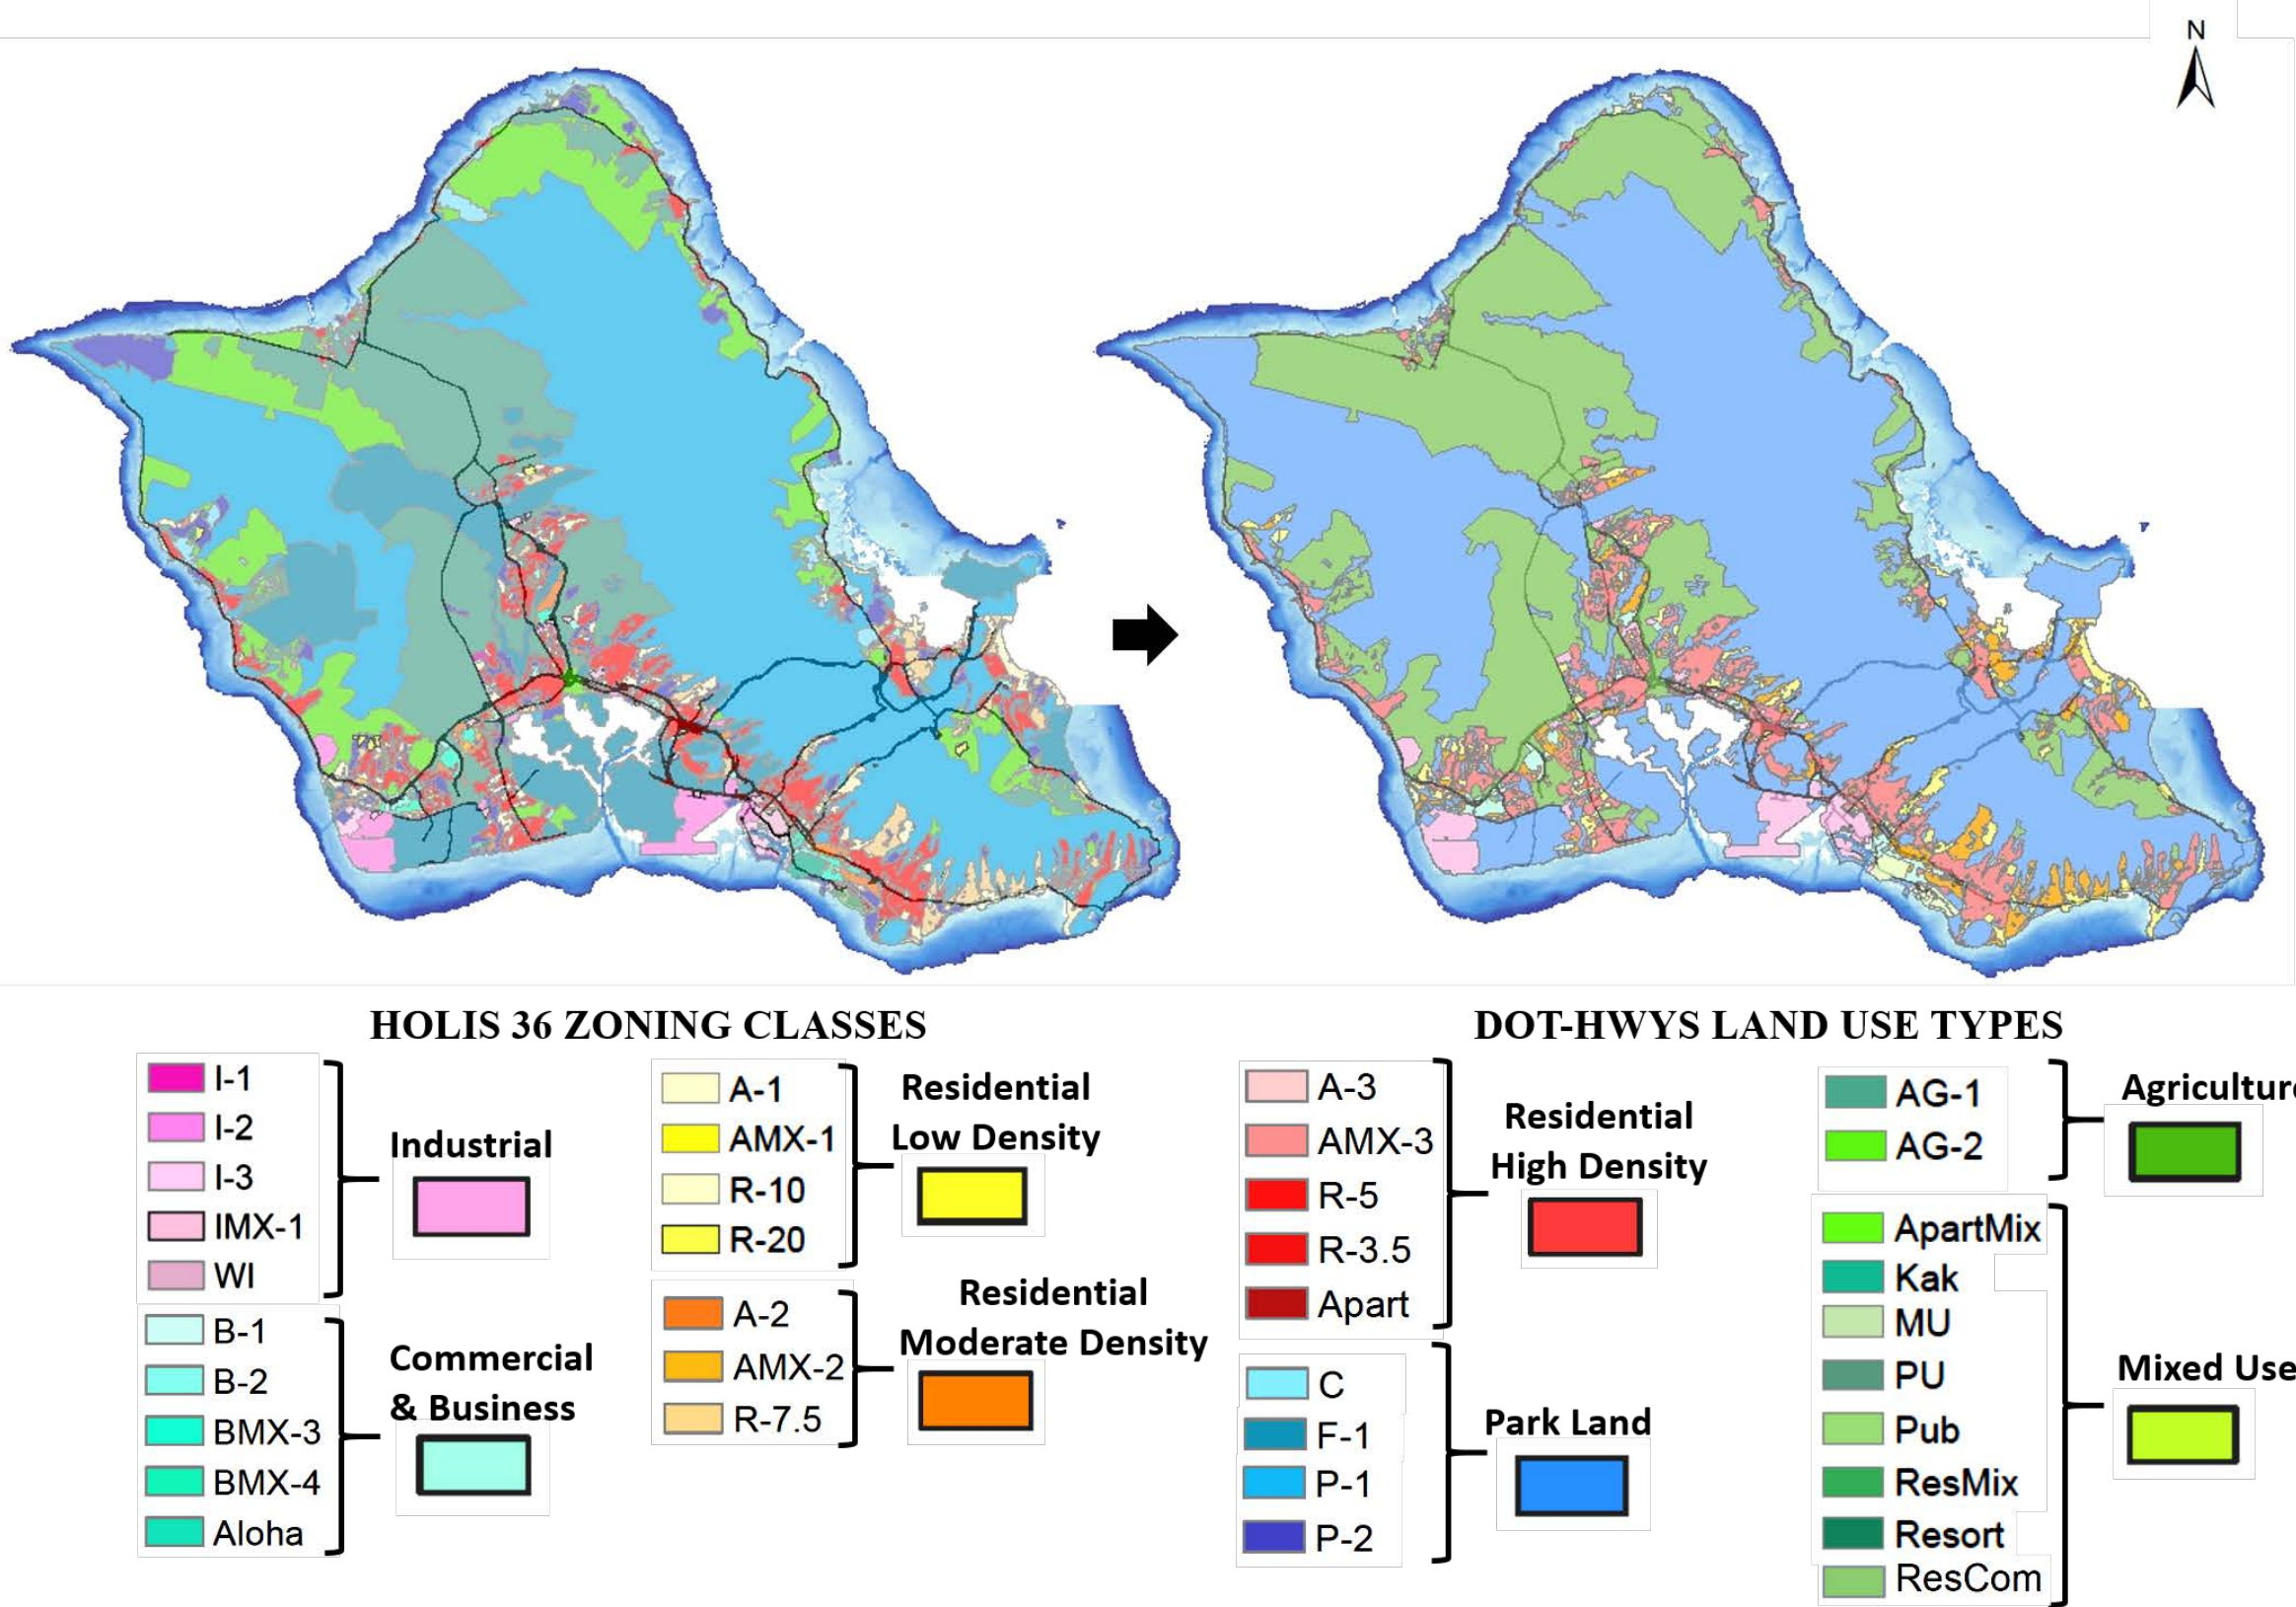 N
HOLIS 36 ZONING CLASSES
DOT-HWYS LAND USE TYPES
I-1
I-2
I-3
IMX-1
WI
Industrial
B-1
B-2
BMX-3
BMX-4
Aloha
Commercial
& Business
A-1
AMX-1
R-10
R-20
Residential
Low Density
A-2
AMX-2
R-7.5
Residential
Moderate Density
A-3
AMX-3
R-5
R-3.5
Apart
Residential
High Density
C
F-1
P-1
P-2
Park Land
AG-1
AG-2
Agriculture
ApartMix
Kak
MU
PU
Pub
ResMix
Resort
ResCom
Mixed Use